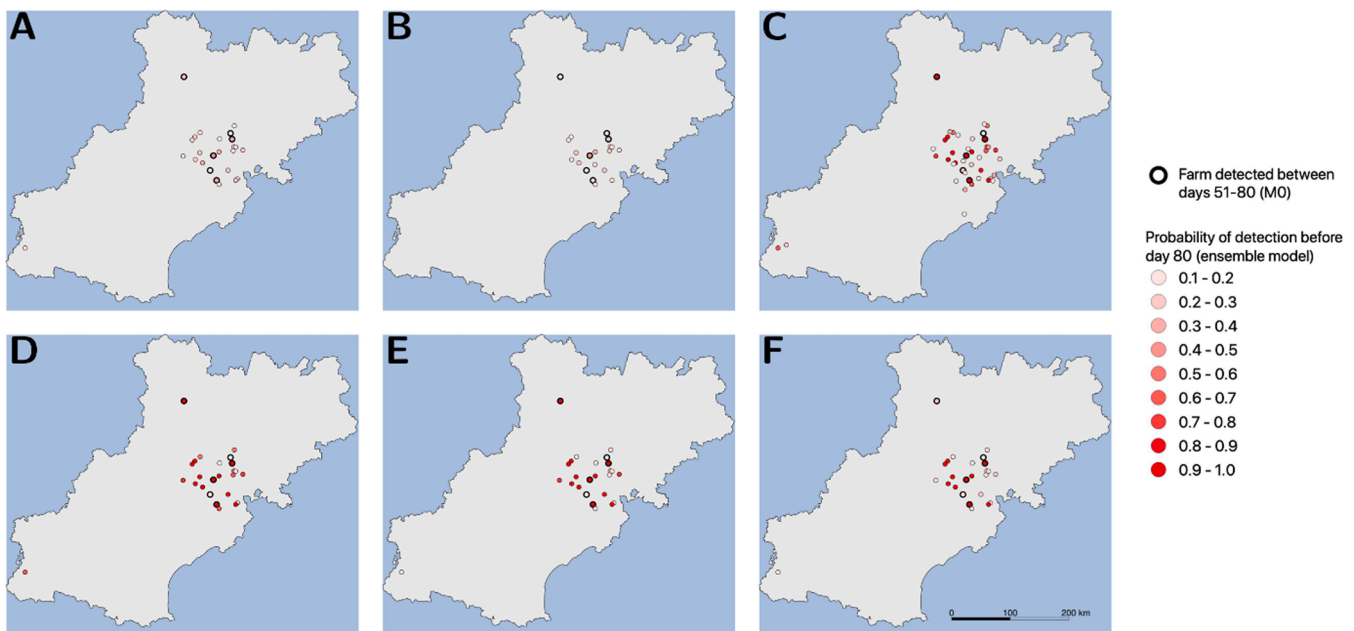 A
B
C
Farm detected between
days 51-80 (M0)
Probability of detection before
day 80 (ensemble model)
0.1 - 0.2
0.2 - 0.3
0.3 - 0.4
0.4 - 0.5
0.5 - 0.6
0.6 - 0.7
0.7 - 0.8
0.8 - 0.9
0.9 - 1.0
D
E
F
0 100 200 km